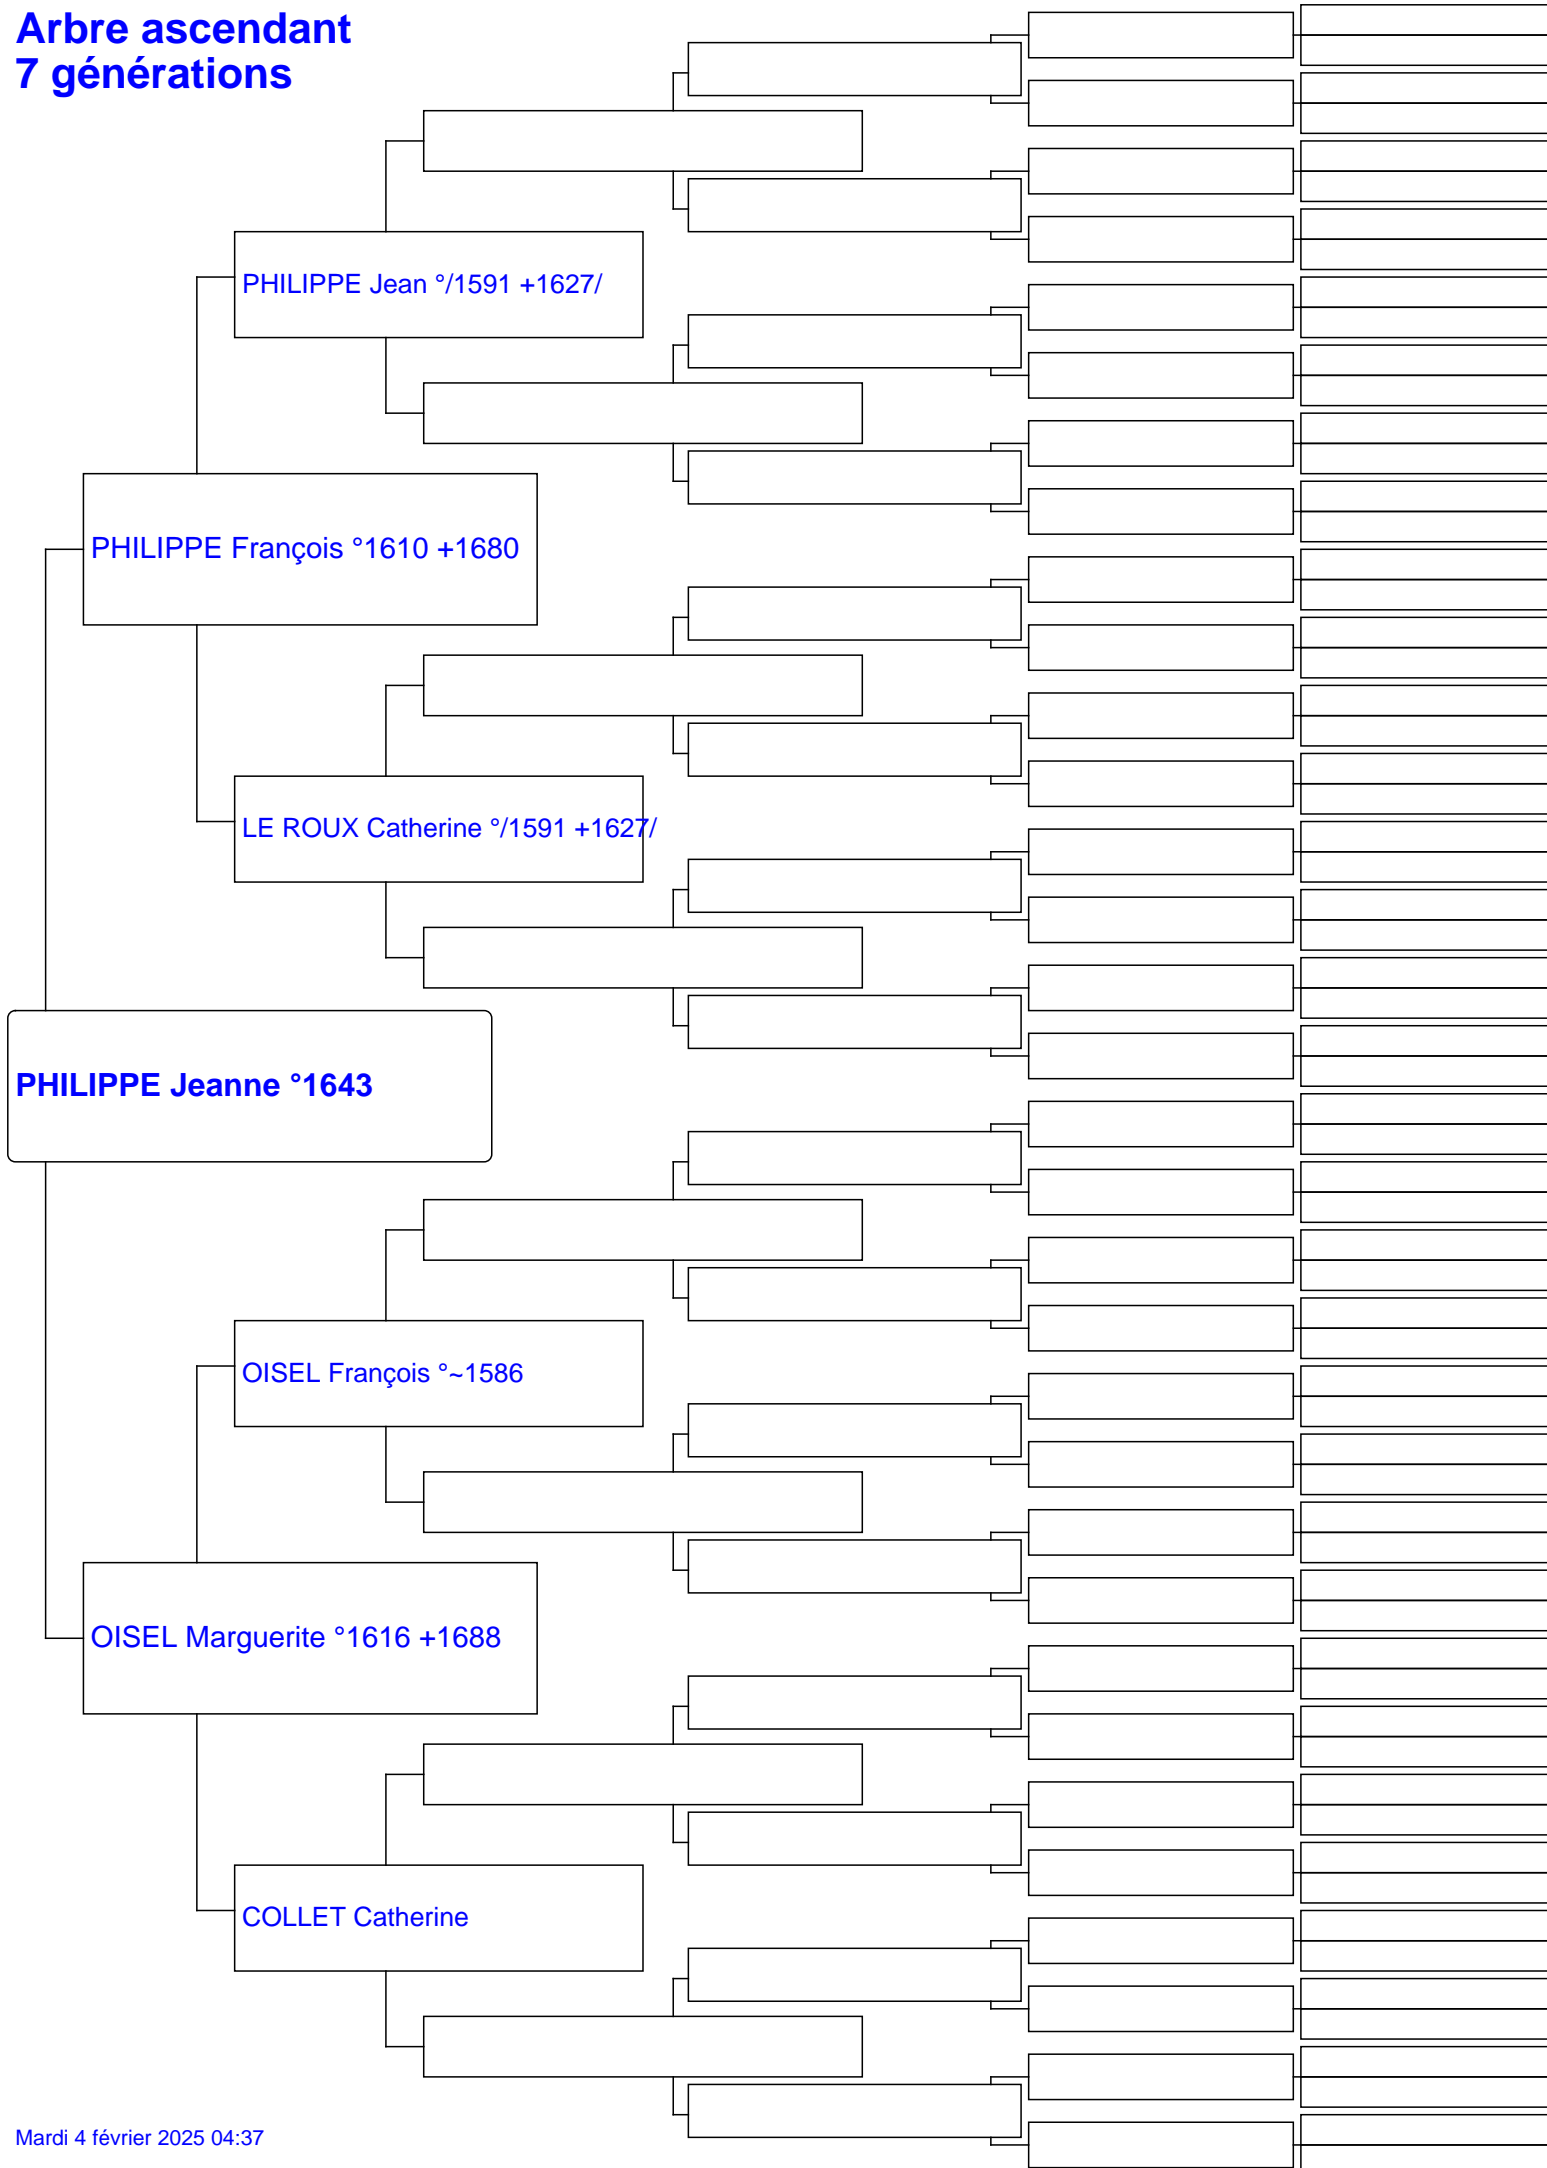 Arbre ascendant
7 générations
PHILIPPE Jean °/1591 +1627/
PHILIPPE François °1610 +1680
LE ROUX Catherine °/1591 +1627/
PHILIPPE Jeanne °1643
OISEL François °~1586
OISEL Marguerite °1616 +1688
COLLET Catherine
Mardi 4 février 2025 04:37